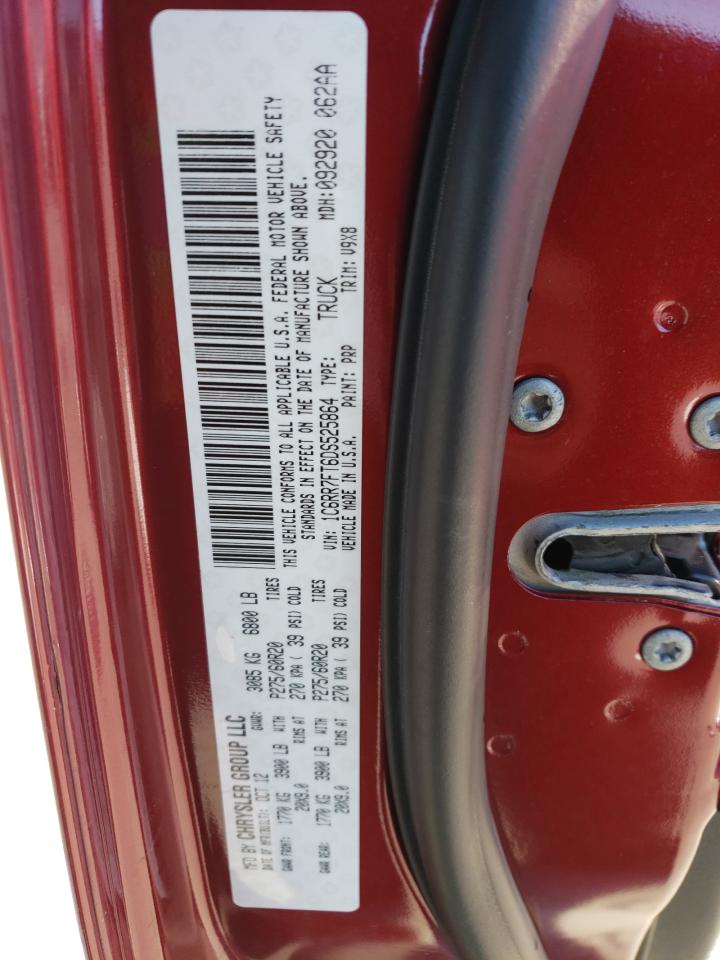 MFD BY CHRYSLER GROUP LLC
DATE OF MFR(BUILT): OCT 12 GVWR: 3085 KG 6800 LB
GAWR FRONT: 1770 KG 3900 LB WITH P275/60R20 TIRES
20X9.0 RIMS AT 270 KPA ( 39 PSI) COLD
GAWR REAR: 1770 KG 3900 LB WITH P275/60R20 TIRES
20X9.0 RIMS AT 270 KPA ( 39 PSI) COLD
THIS VEHICLE CONFORMS TO ALL APPLICABLE U.S.A. FEDERAL MOTOR VEHICLE SAFETY
STANDARDS IN EFFECT ON THE DATE OF MANUFACTURE SHOWN ABOVE.
VIN: 1C6RR7FT6DS525864 TYPE: TRUCK MDH:092920 062AA
VEHICLE MADE IN U.S.A. PAINT: PRP TRIM: V9X8